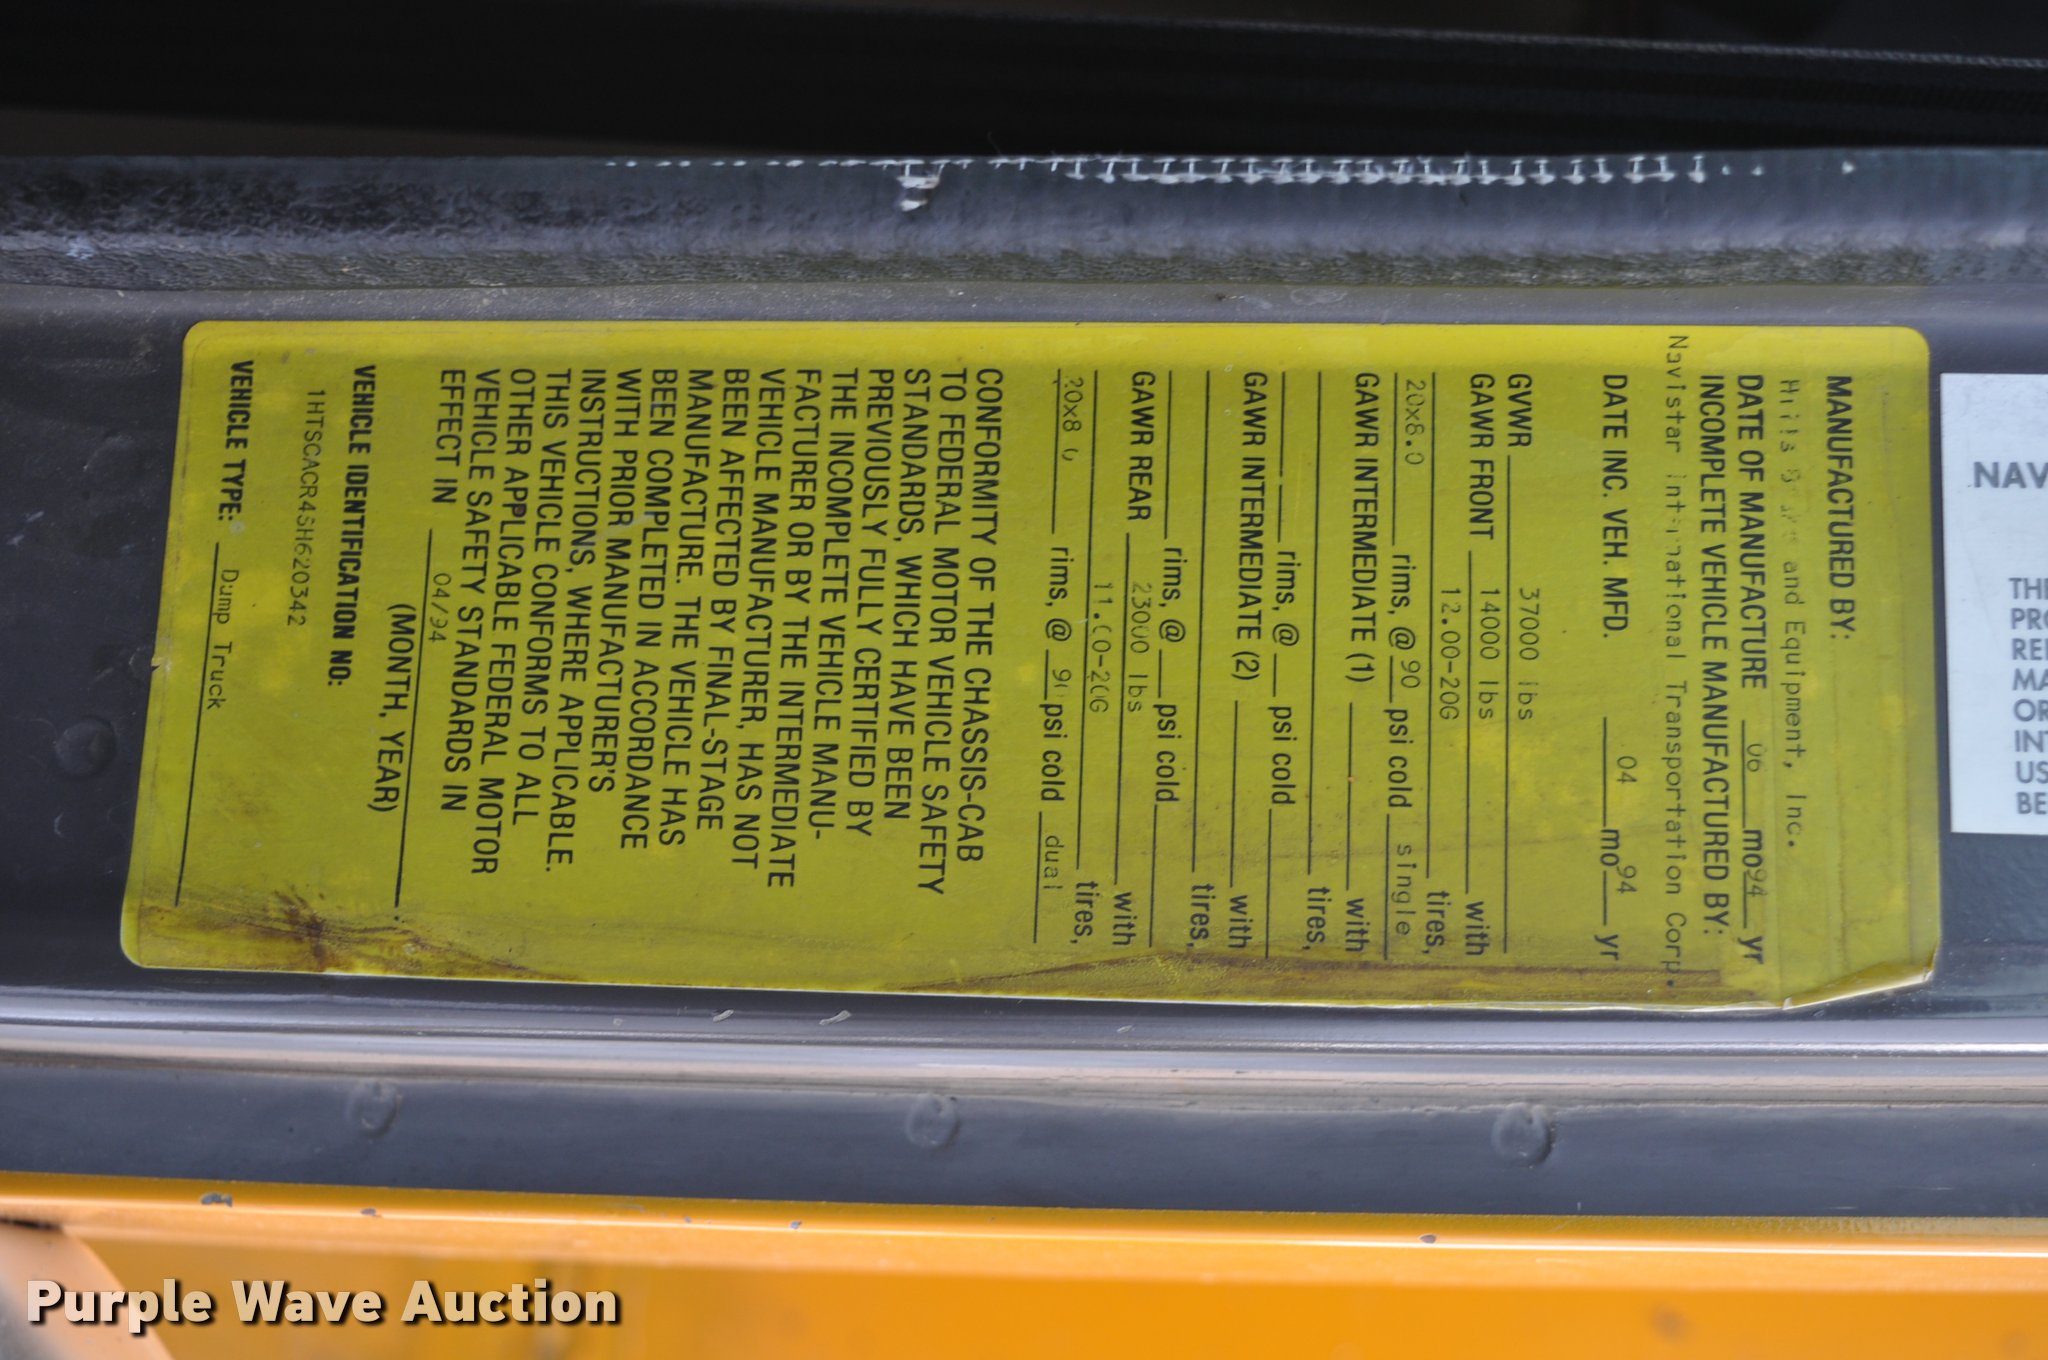 MANUFACTURED BY:
and Equipment, Inc.
DATE OF MANUFACTURE 06 mo 94 yr
INCOMPLETE VEHICLE MANUFACTURED BY:
Navistar International Transportation Corp.
DATE INC. VEH. MFD. 04 mo 94 yr
GVWR 37000 lbs
GAWR FRONT 14000 lbs with
12.00-20G tires,
20x8.0 rims, @ 90 psi cold single
GAWR INTERMEDIATE (1) with
tires,
rims, @ psi cold
GAWR INTERMEDIATE (2) with
tires,
rims, @ psi cold
GAWR REAR 23000 lbs with
11.00-20G tires,
20x8.0 rims, @ 90 psi cold dual
CONFORMITY OF THE CHASSIS-CAB
TO FEDERAL MOTOR VEHICLE SAFETY
STANDARDS, WHICH HAVE BEEN
PREVIOUSLY FULLY CERTIFIED BY
THE INCOMPLETE VEHICLE MANU-
FACTURER OR BY THE INTERMEDIATE
VEHICLE MANUFACTURER, HAS NOT
BEEN AFFECTED BY FINAL-STAGE
MANUFACTURE. THE VEHICLE HAS
BEEN COMPLETED IN ACCORDANCE
WITH PRIOR MANUFACTURER'S
INSTRUCTIONS, WHERE APPLICABLE.
THIS VEHICLE CONFORMS TO ALL
OTHER APPLICABLE FEDERAL MOTOR
VEHICLE SAFETY STANDARDS IN
EFFECT IN 04/94 .
(MONTH, YEAR)
VEHICLE IDENTIFICATION NO:
1HTSCACR4SH620342
VEHICLE TYPE: Dump Truck
NAV
THE
PRO
REI
MA
OR
INT
US
BE
Purple Wave Auction